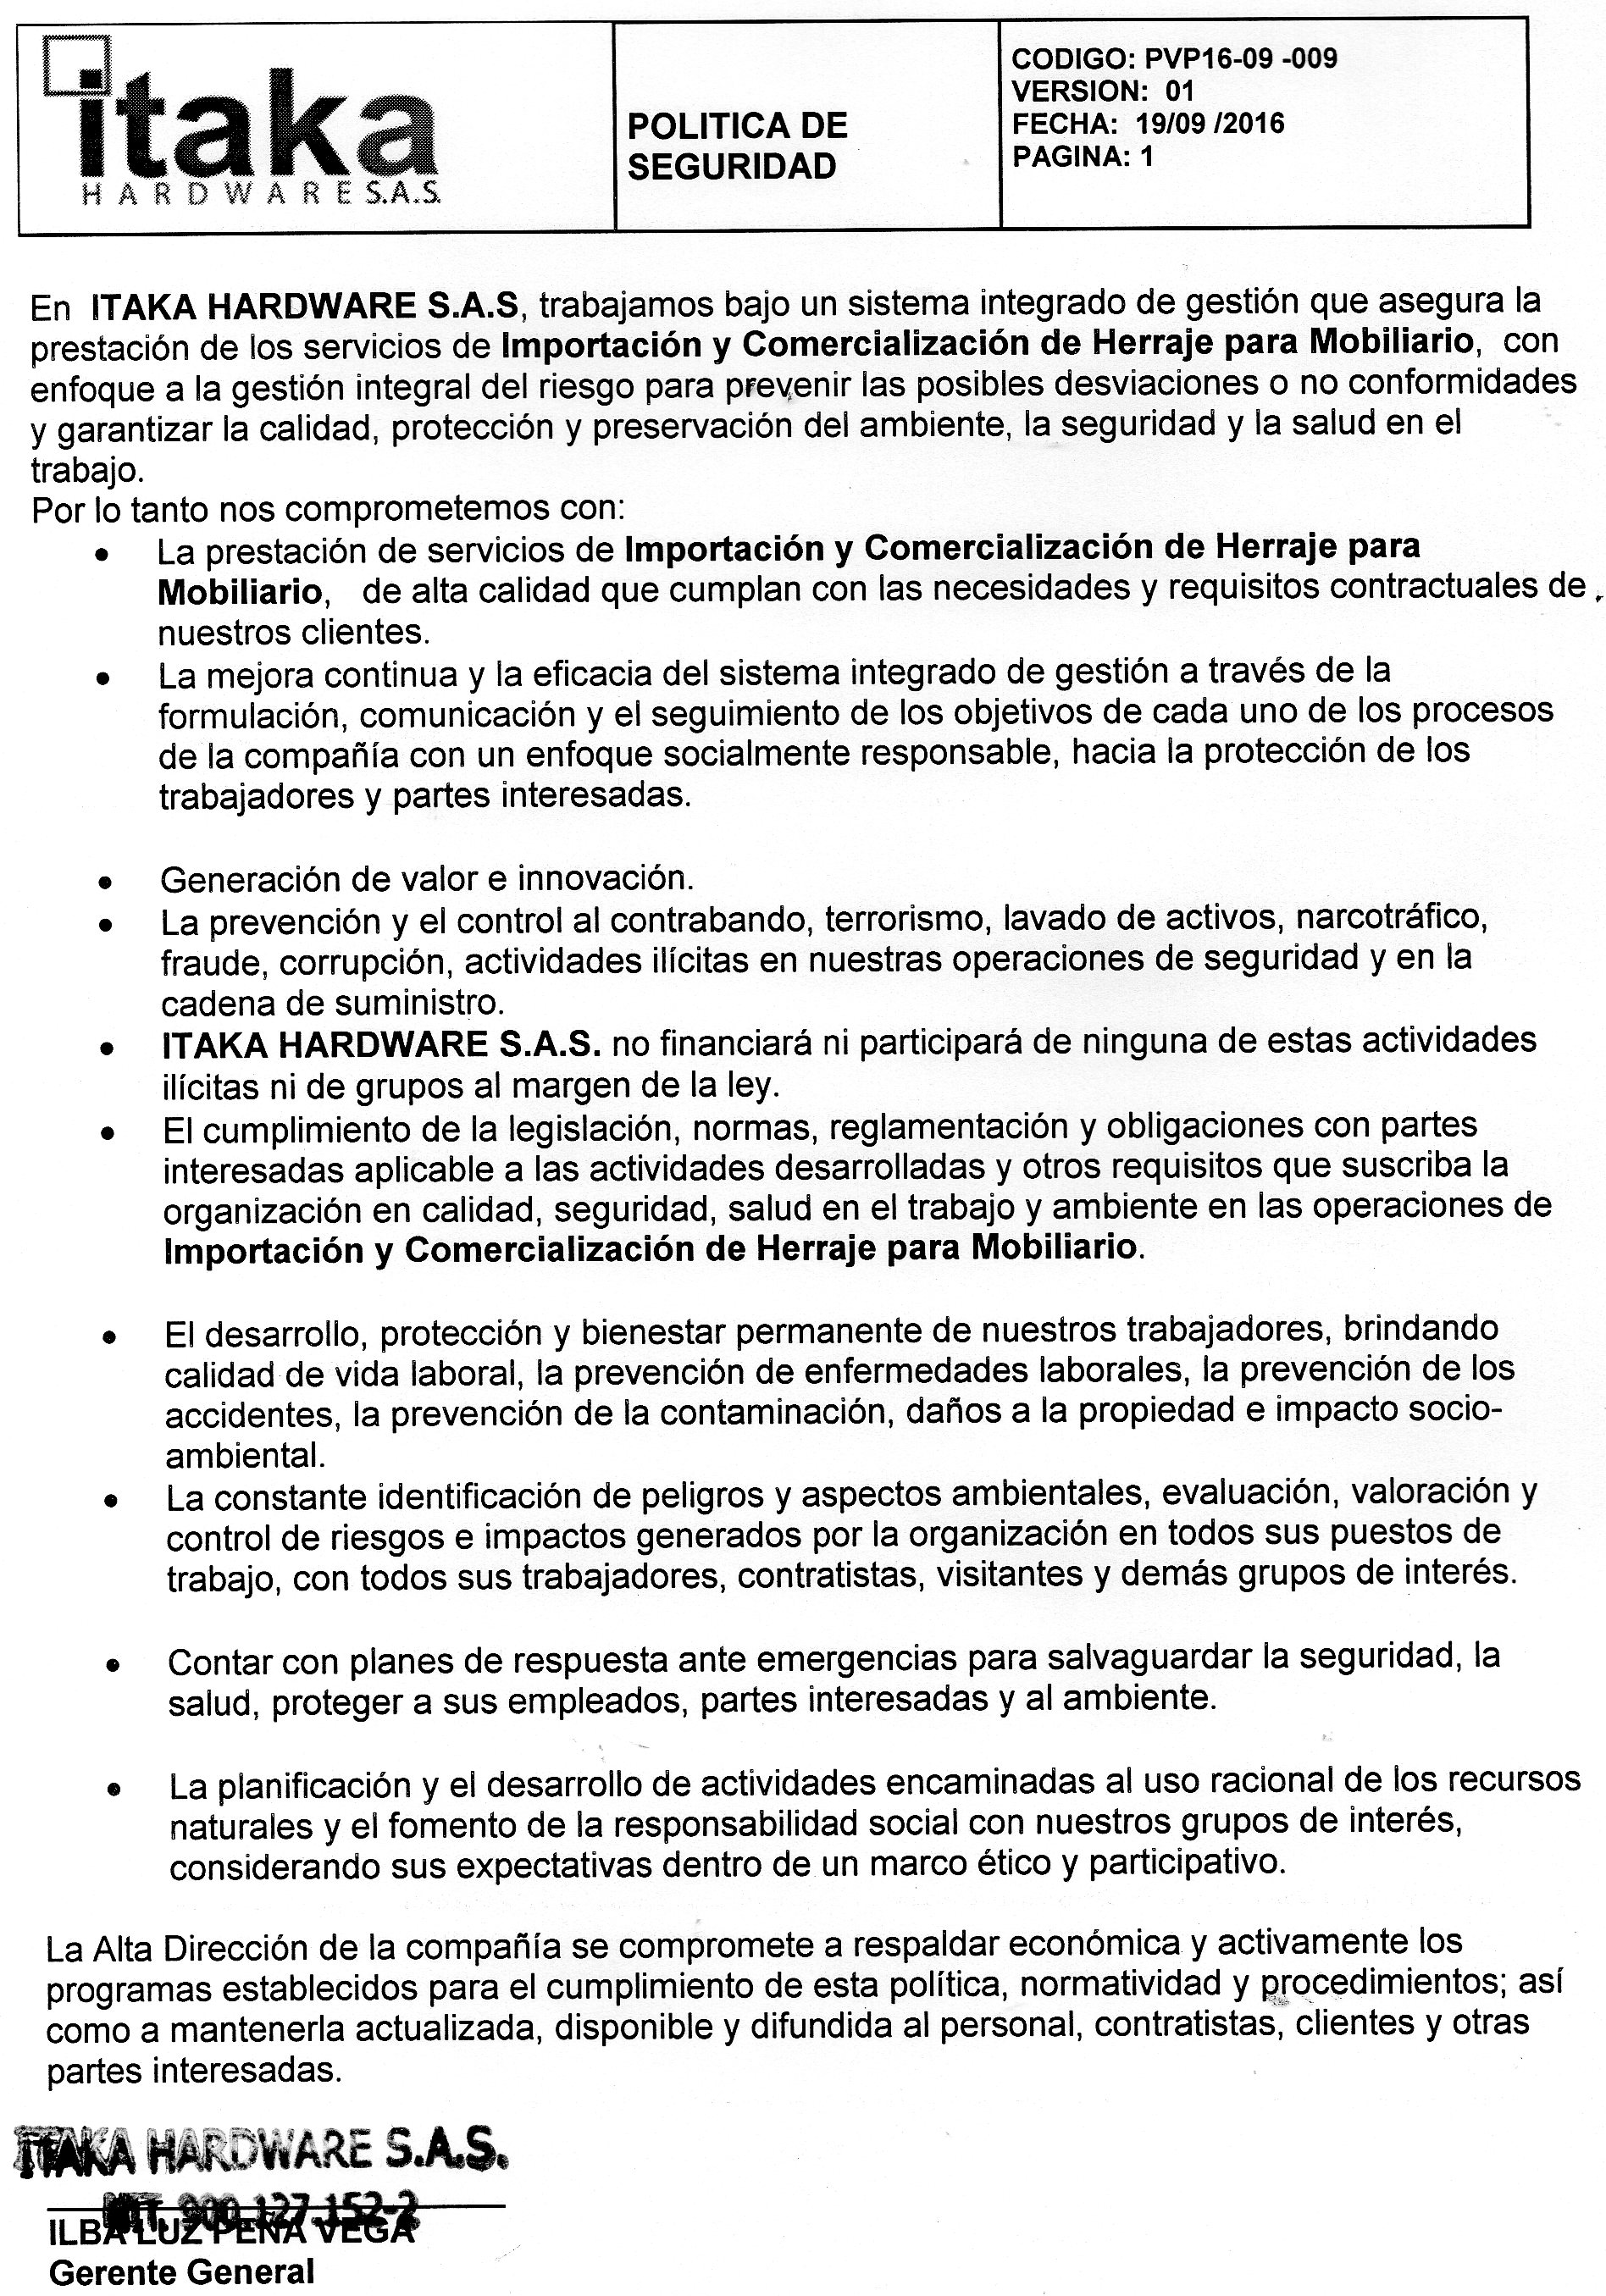 itaka
HARDWARE S.A.S.
POLITICA DE
SEGURIDAD
CODIGO: PVP16-09 -009
VERSION: 01
FECHA: 19/09 /2016
PAGINA: 1
En ITAKA HARDWARE S.A.S, trabajamos bajo un sistema integrado de gestión que asegura la
prestación de los servicios de Importación y Comercialización de Herraje para Mobiliario, con
enfoque a la gestión integral del riesgo para prevenir las posibles desviaciones o no conformidades
y garantizar la calidad, protección y preservación del ambiente, la seguridad y la salud en el
trabajo.
Por lo tanto nos comprometemos con:
• La prestación de servicios de Importación y Comercialización de Herraje para
Mobiliario, de alta calidad que cumplan con las necesidades y requisitos contractuales de
nuestros clientes.
• La mejora continua y la eficacia del sistema integrado de gestión a través de la
formulación, comunicación y el seguimiento de los objetivos de cada uno de los procesos
de la compañía con un enfoque socialmente responsable, hacia la protección de los
trabajadores y partes interesadas.
• Generación de valor e innovación.
• La prevención y el control al contrabando, terrorismo, lavado de activos, narcotráfico,
fraude, corrupción, actividades ilícitas en nuestras operaciones de seguridad y en la
cadena de suministro.
• ITAKA HARDWARE S.A.S. no financiará ni participará de ninguna de estas actividades
ilícitas ni de grupos al margen de la ley.
• El cumplimiento de la legislación, normas, reglamentación y obligaciones con partes
interesadas aplicable a las actividades desarrolladas y otros requisitos que suscriba la
organización en calidad, seguridad, salud en el trabajo y ambiente en las operaciones de
Importación y Comercialización de Herraje para Mobiliario.
• El desarrollo, protección y bienestar permanente de nuestros trabajadores, brindando
calidad de vida laboral, la prevención de enfermedades laborales, la prevención de los
accidentes, la prevención de la contaminación, daños a la propiedad e impacto socio-
ambiental.
• La constante identificación de peligros y aspectos ambientales, evaluación, valoración y
control de riesgos e impactos generados por la organización en todos sus puestos de
trabajo, con todos sus trabajadores, contratistas, visitantes y demás grupos de interés.
• Contar con planes de respuesta ante emergencias para salvaguardar la seguridad, la
salud, proteger a sus empleados, partes interesadas y al ambiente.
• La planificación y el desarrollo de actividades encaminadas al uso racional de los recursos
naturales y el fomento de la responsabilidad social con nuestros grupos de interés,
considerando sus expectativas dentro de un marco ético y participativo.
La Alta Dirección de la compañía se compromete a respaldar económica y activamente los
programas establecidos para el cumplimiento de esta política, normatividad y procedimientos; así
como a mantenerla actualizada, disponible y difundida al personal, contratistas, clientes y otras
partes interesadas.
ITAKA HARDWARE S.A.S.
NIT. 900.127.152-2
ILBA LUZ PEÑA VEGA
Gerente General